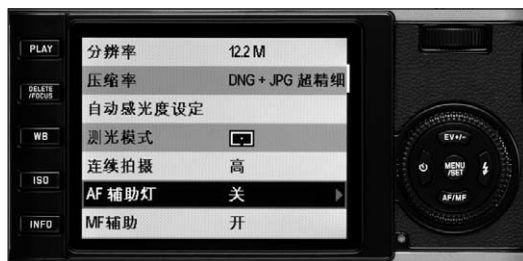 PLAY
DELETE
/FOCUS
WB
ISO
INFO
分辨率 12.2 M
压缩率 DNG + JPG 超精细
自动感光度设定
测光模式
连续拍摄 高
AF 辅助灯 关
MF辅助 开
EV+/-
MENU
/SET
AF/MF